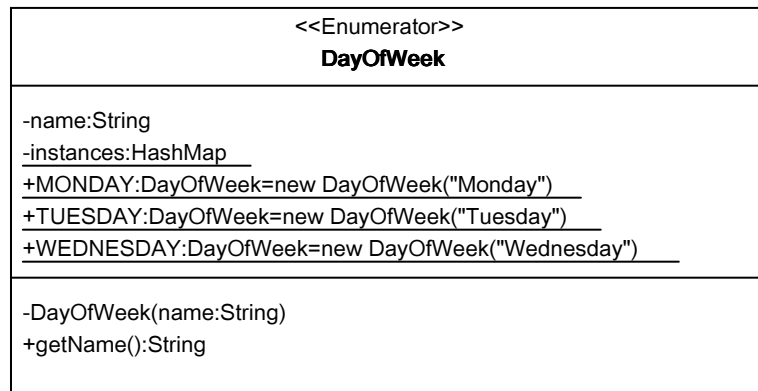 <<Enumerator>>
DayOfWeek
-name:String
-instances:HashMap
+MONDAY:DayOfWeek=new DayOfWeek("Monday")
+TUESDAY:DayOfWeek=new DayOfWeek("Tuesday")
+WEDNESDAY:DayOfWeek=new DayOfWeek("Wednesday")
-DayOfWeek(name:String)
+getName():String